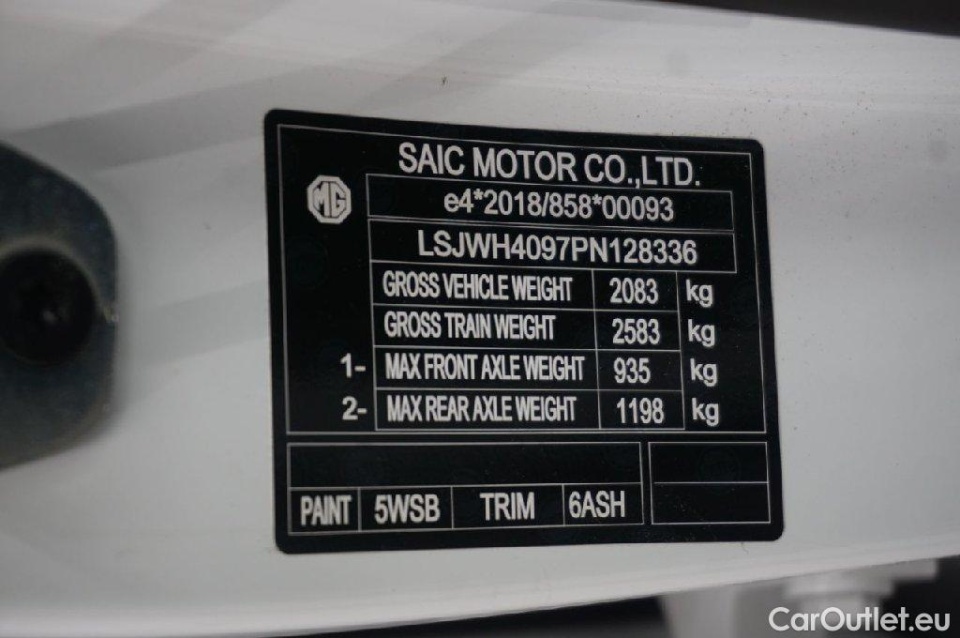 SAIC MOTOR CO.,LTD.
MG
e4*2018/858*00093
LSJWH4097PN128336
GROSS VEHICLE WEIGHT 2083 kg
GROSS TRAIN WEIGHT 2583 kg
1- MAX FRONT AXLE WEIGHT 935 kg
2- MAX REAR AXLE WEIGHT 1198 kg
PAINT 5WSB TRIM 6ASH
CarOutlet.eu